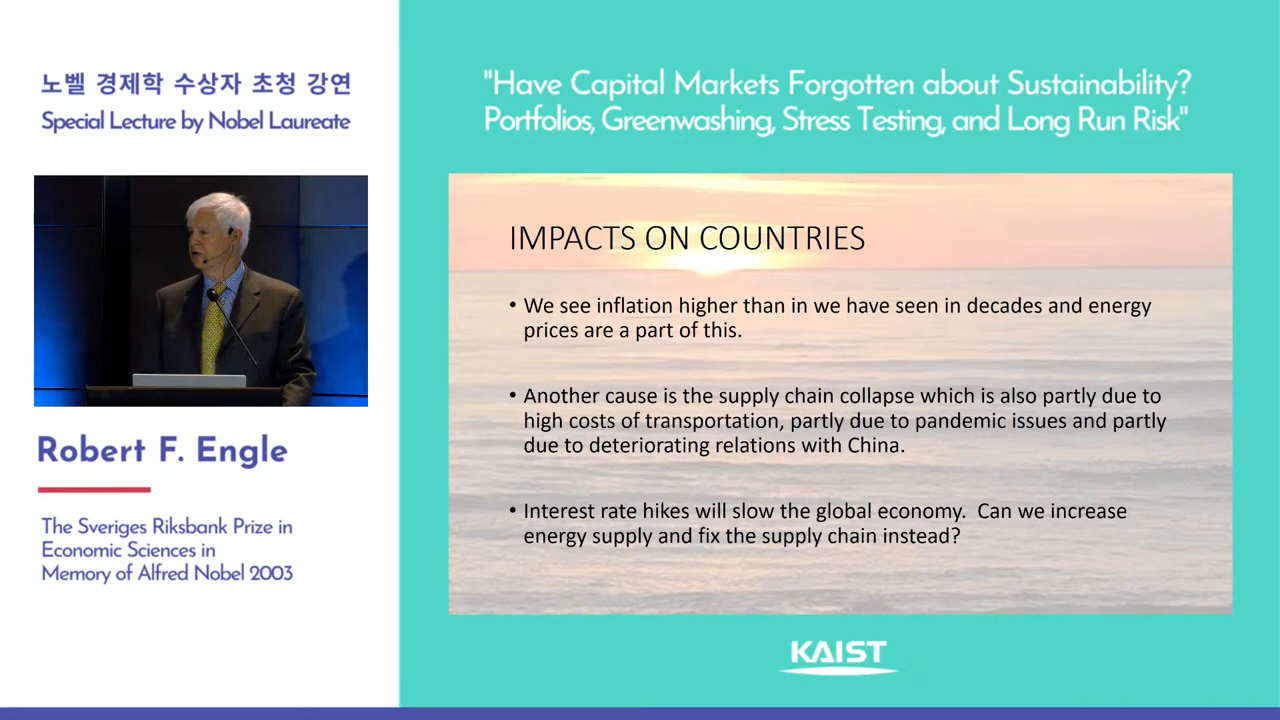 노벨 경제학 수상자 초청 강연
Special Lecture by Nobel Laureate
Robert F. Engle
The Sveriges Riksbank Prize in
Economic Sciences in
Memory of Alfred Nobel 2003
"Have Capital Markets Forgotten about Sustainability?
Portfolios, Greenwashing, Stress Testing, and Long Run Risk"
IMPACTS ON COUNTRIES
• We see inflation higher than in we have seen in decades and energy
prices are a part of this.
• Another cause is the supply chain collapse which is also partly due to
high costs of transportation, partly due to pandemic issues and partly
due to deteriorating relations with China.
• Interest rate hikes will slow the global economy. Can we increase
energy supply and fix the supply chain instead?
KAIST